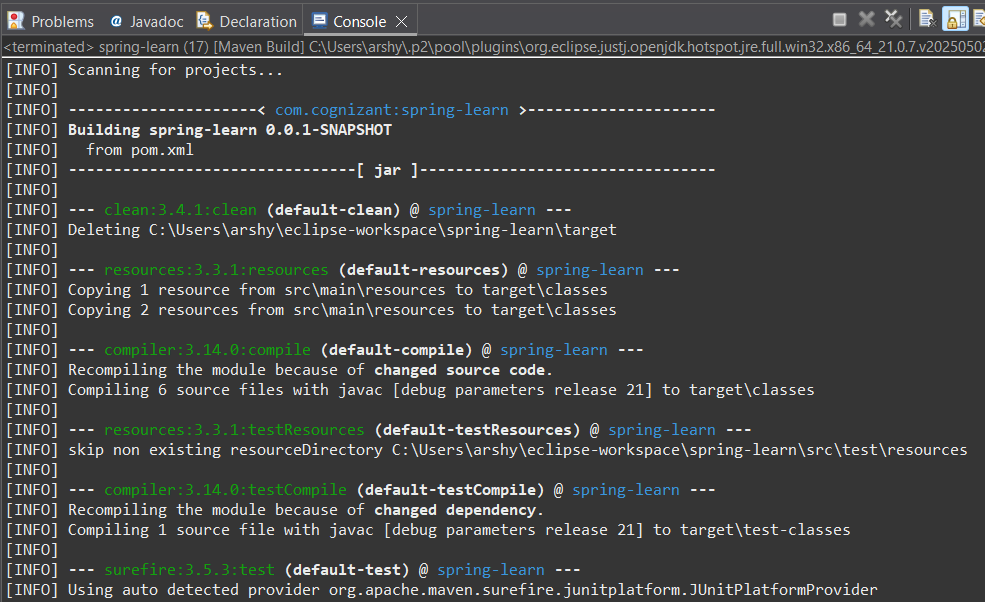 Problems @ Javadoc Declaration Console
<terminated> spring-learn (17) [Maven Build] C:\Users\arshy\.p2\pool\plugins\org.eclipse.justj.openjdk.hotspot.jre.full.win32.x86_64_21.0.7.v20250502
[INFO] Scanning for projects...
[INFO]
[INFO] ---------------------< com.cognizant:spring-learn >---------------------
[INFO] Building spring-learn 0.0.1-SNAPSHOT
[INFO]   from pom.xml
[INFO] --------------------------------[ jar ]---------------------------------
[INFO]
[INFO] --- clean:3.4.1:clean (default-clean) @ spring-learn ---
[INFO] Deleting C:\Users\arshy\eclipse-workspace\spring-learn\target
[INFO]
[INFO] --- resources:3.3.1:resources (default-resources) @ spring-learn ---
[INFO] Copying 1 resource from src\main\resources to target\classes
[INFO] Copying 2 resources from src\main\resources to target\classes
[INFO]
[INFO] --- compiler:3.14.0:compile (default-compile) @ spring-learn ---
[INFO] Recompiling the module because of changed source code.
[INFO] Compiling 6 source files with javac [debug parameters release 21] to target\classes
[INFO]
[INFO] --- resources:3.3.1:testResources (default-testResources) @ spring-learn ---
[INFO] skip non existing resourceDirectory C:\Users\arshy\eclipse-workspace\spring-learn\src\test\resources
[INFO]
[INFO] --- compiler:3.14.0:testCompile (default-testCompile) @ spring-learn ---
[INFO] Recompiling the module because of changed dependency.
[INFO] Compiling 1 source file with javac [debug parameters release 21] to target\test-classes
[INFO]
[INFO] --- surefire:3.5.3:test (default-test) @ spring-learn ---
[INFO] Using auto detected provider org.apache.maven.surefire.junitplatform.JUnitPlatformProvider